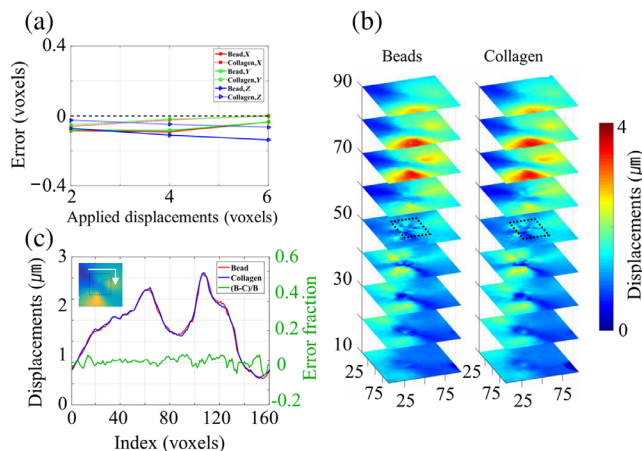 (a)
0.4
0
−0.4
Error (voxels)
Bead,X
Collagen,X
Bead,Y
Collagen,Y
Bead,Z
Collagen,Z
2
4
6
Applied displacements (voxels)
(b)
Beads
Collagen
90
70
50
30
10
25
75
25
75
25
75
25
75
4
0
Displacements (㎛)
(c)
3
2
1
0
Displacements (㎛)
Bead
Collagen
(B-C)/B
0.6
0.4
0.2
0
-0.2
Error fraction
0
40
80
120
160
Index (voxels)